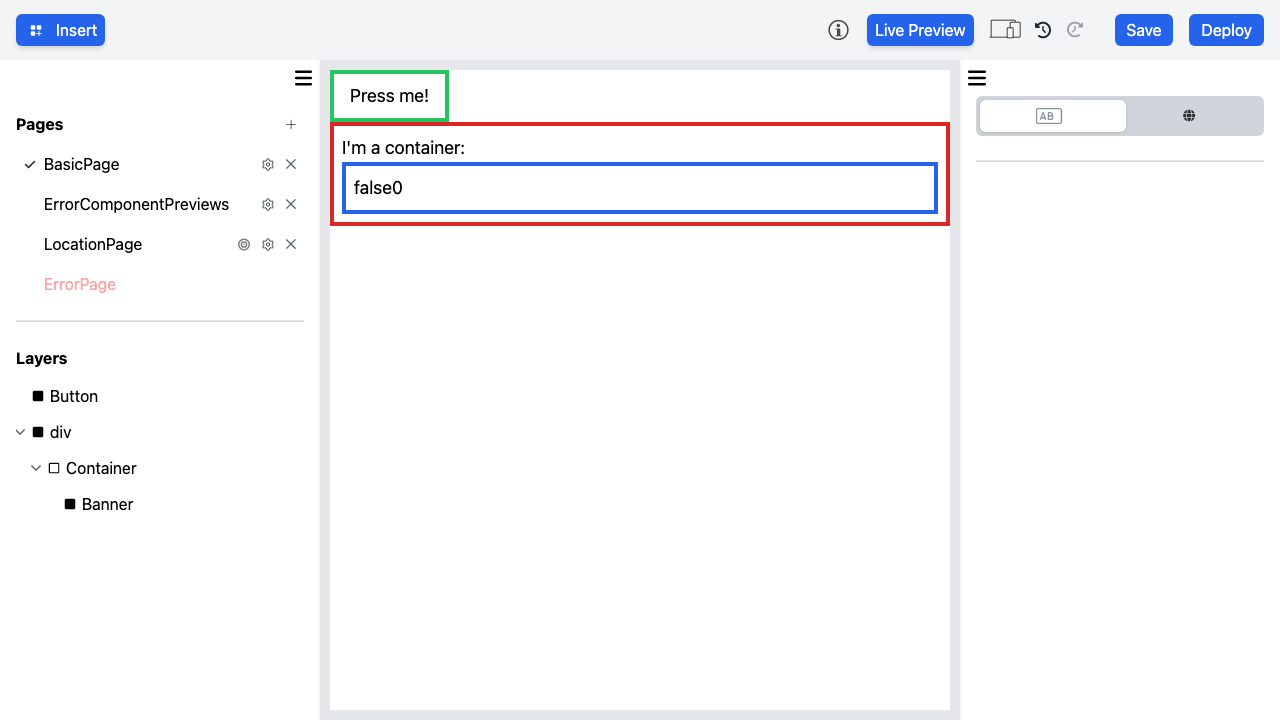 Insert
Live Preview
Save
Deploy
Pages
BasicPage
ErrorComponentPreviews
LocationPage
ErrorPage
Layers
Button
div
Container
Banner
Press me!
I'm a container:
false0
AB